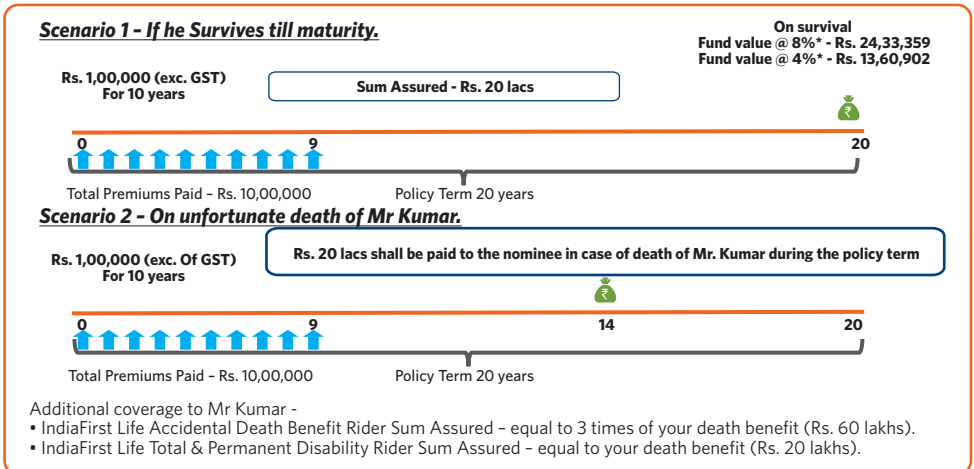 Scenario 1 – If he Survives till maturity.
On survival
Fund value @ 8%* - Rs. 24,33,359
Fund value @ 4%* - Rs. 13,60,902
Rs. 1,00,000 (exc. GST)
For 10 years
Sum Assured - Rs. 20 lacs
₹
0 9 20
Total Premiums Paid – Rs. 10,00,000 Policy Term 20 years
Scenario 2 – On unfortunate death of Mr Kumar.
Rs. 1,00,000 (exc. Of GST)
For 10 years
Rs. 20 lacs shall be paid to the nominee in case of death of Mr. Kumar during the policy term
₹
0 9 14 20
Total Premiums Paid – Rs. 10,00,000 Policy Term 20 years
Additional coverage to Mr Kumar -
• IndiaFirst Life Accidental Death Benefit Rider Sum Assured – equal to 3 times of your death benefit (Rs. 60 lakhs).
• IndiaFirst Life Total & Permanent Disability Rider Sum Assured – equal to your death benefit (Rs. 20 lakhs).